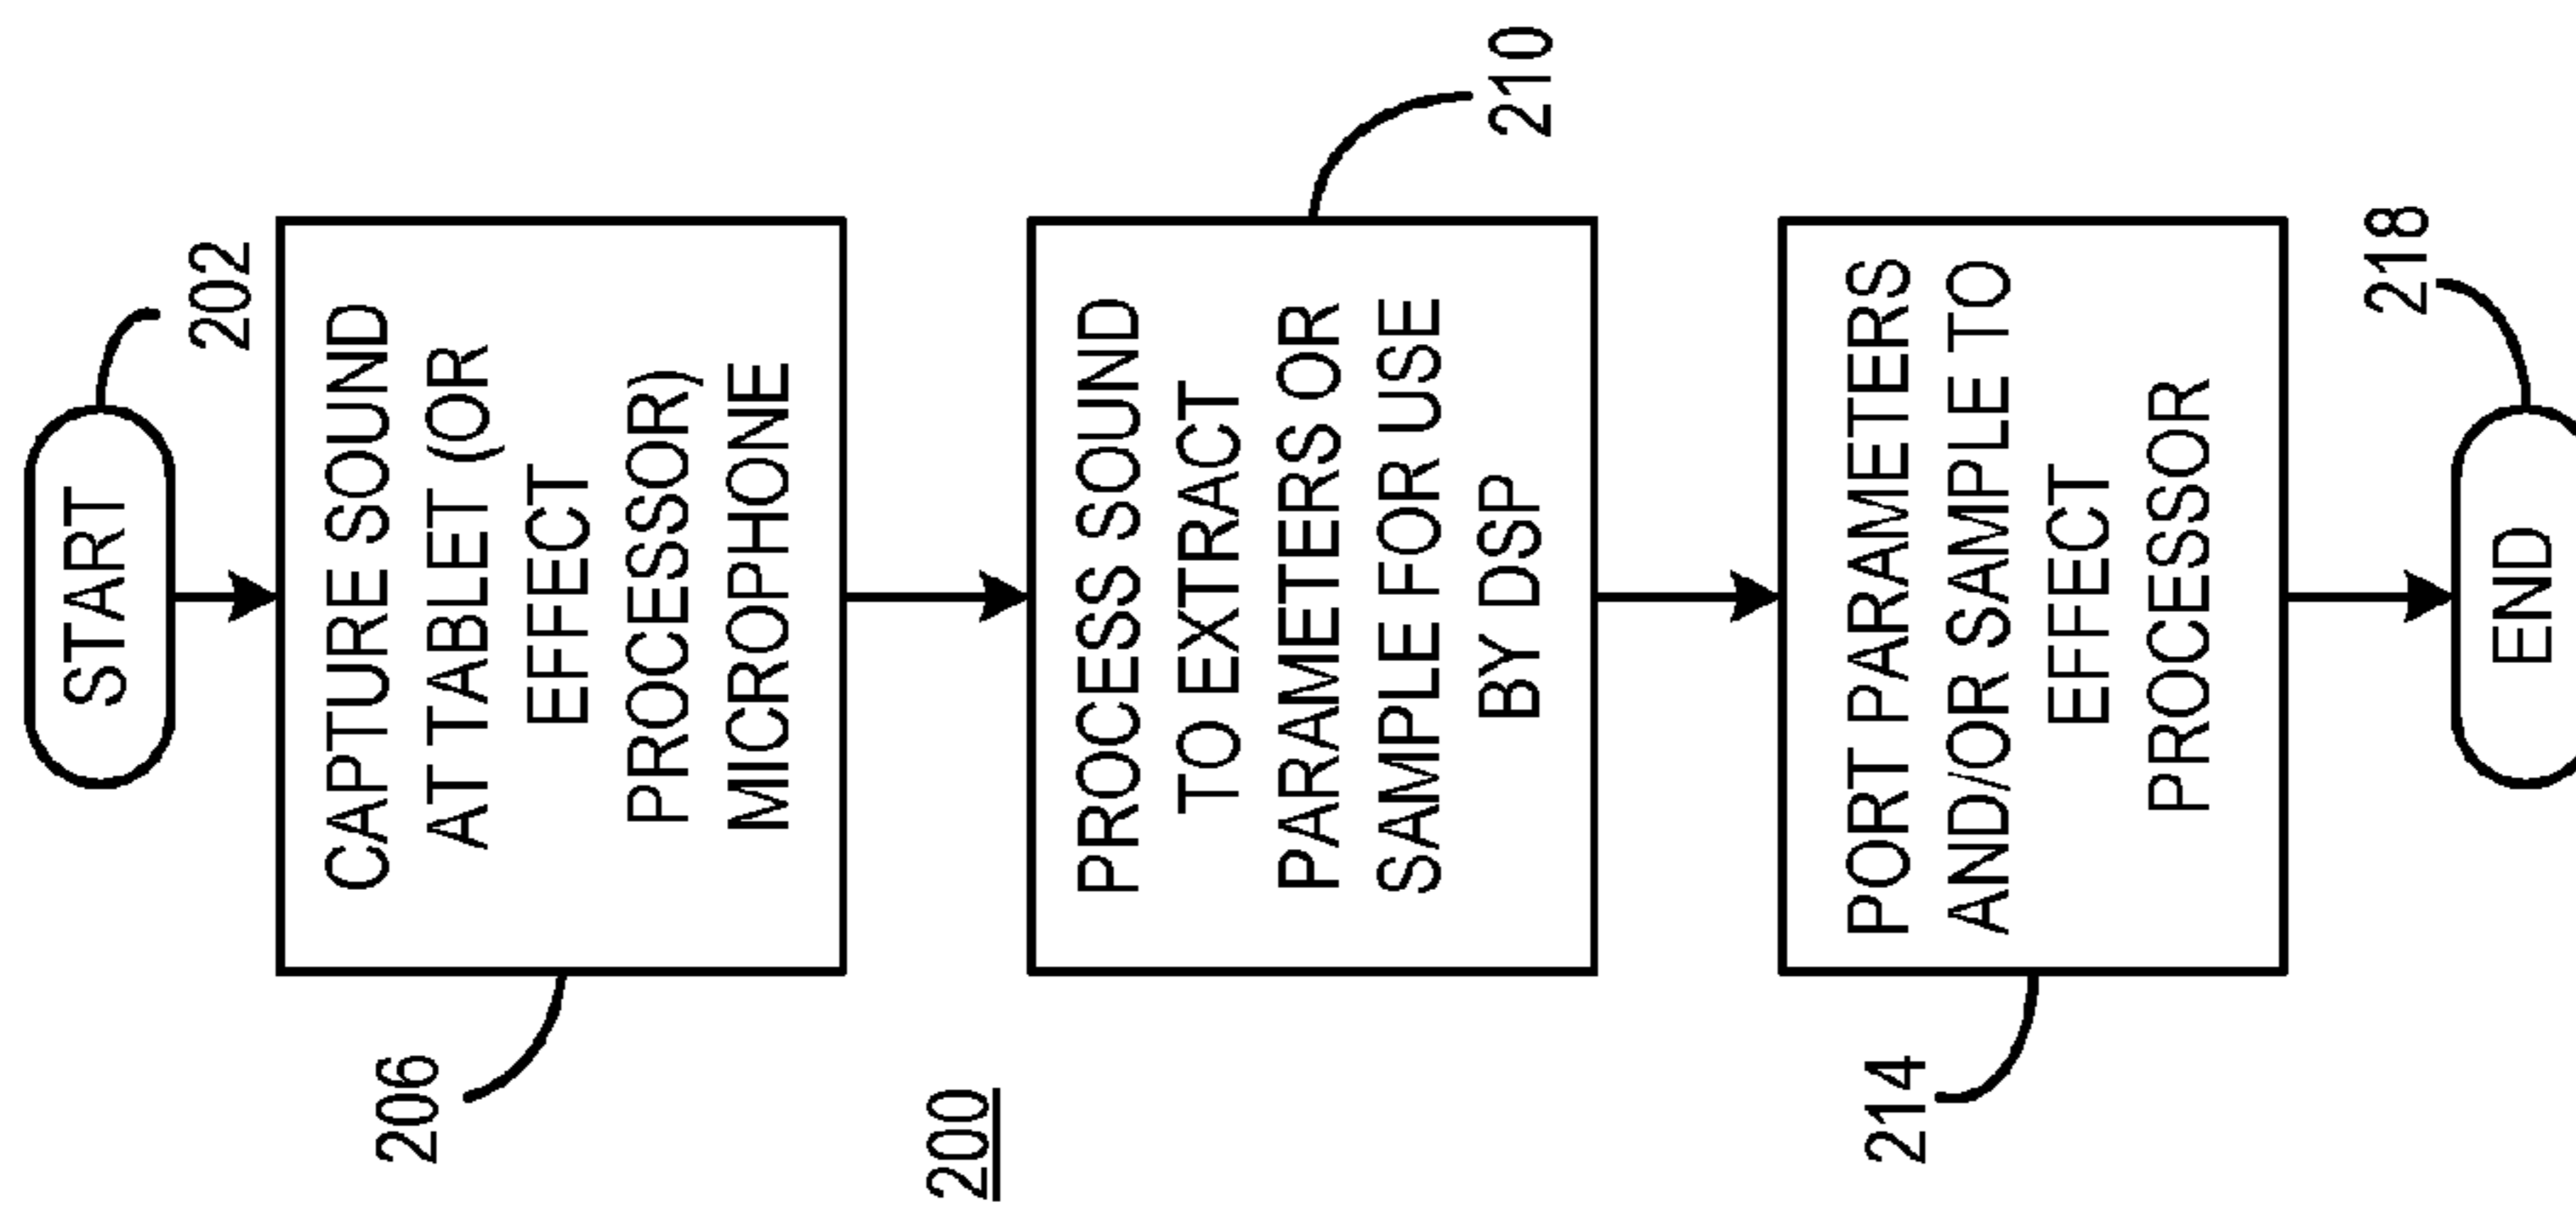 START
202
CAPTURE SOUND
AT TABLET (OR
EFFECT
PROCESSOR)
MICROPHONE
206
PROCESS SOUND
TO EXTRACT
PARAMETERS OR
SAMPLE FOR USE
BY DSP
210
200
PORT PARAMETERS
AND/OR SAMPLE TO
EFFECT
PROCESSOR
214
END
218